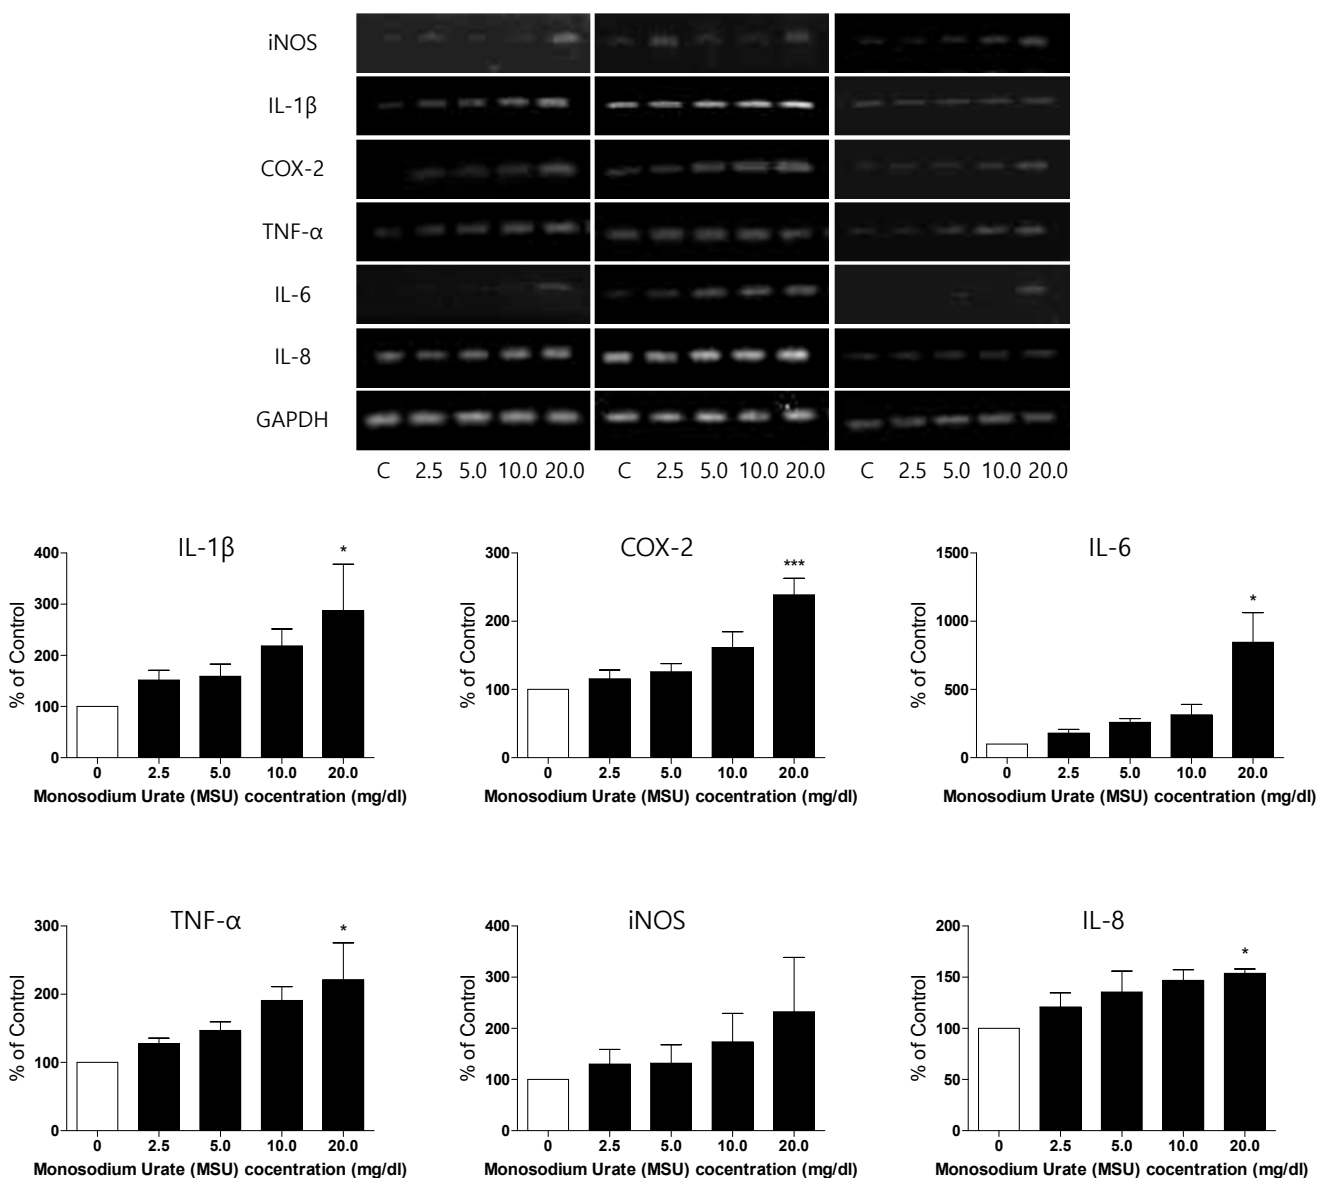 iNOS
IL-1β
COX-2
TNF-α
IL-6
IL-8
GAPDH
C 2.5 5.0 10.0 20.0 C 2.5 5.0 10.0 20.0 C 2.5 5.0 10.0 20.0
IL-1β
% of Control
400
300
200
100
0
*
0 2.5 5.0 10.0 20.0
Monosodium Urate (MSU) cocentration (mg/dl)
COX-2
% of Control
300
200
100
0
***
0 2.5 5.0 10.0 20.0
Monosodium Urate (MSU) cocentration (mg/dl)
IL-6
% of Control
1500
1000
500
0
*
0 2.5 5.0 10.0 20.0
Monosodium Urate (MSU) cocentration (mg/dl)
TNF-α
% of Control
300
200
100
0
*
0 2.5 5.0 10.0 20.0
Monosodium Urate (MSU) cocentration (mg/dl)
iNOS
% of Control
400
300
200
100
0
0 2.5 5.0 10.0 20.0
Monosodium Urate (MSU) cocentration (mg/dl)
IL-8
% of Control
200
150
100
50
0
*
0 2.5 5.0 10.0 20.0
Monosodium Urate (MSU) cocentration (mg/dl)